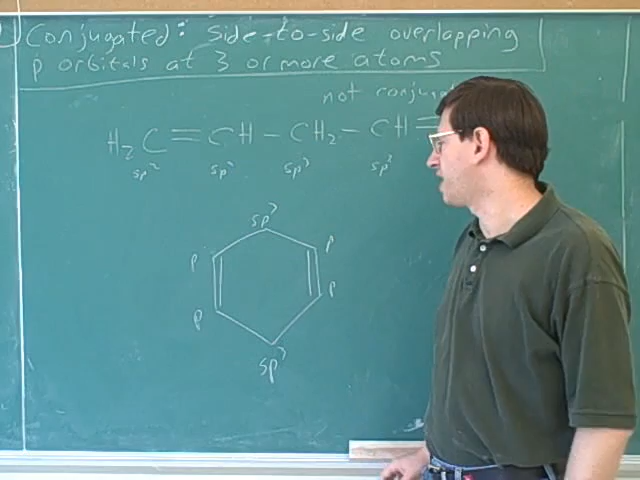 Conjugated: side-to-side overlapping
p orbitals at 3 or more atoms
not
H₂C=CH-CH₂-CH=
sp² sp² sp³ sp²
sp³
p p
p p
sp³